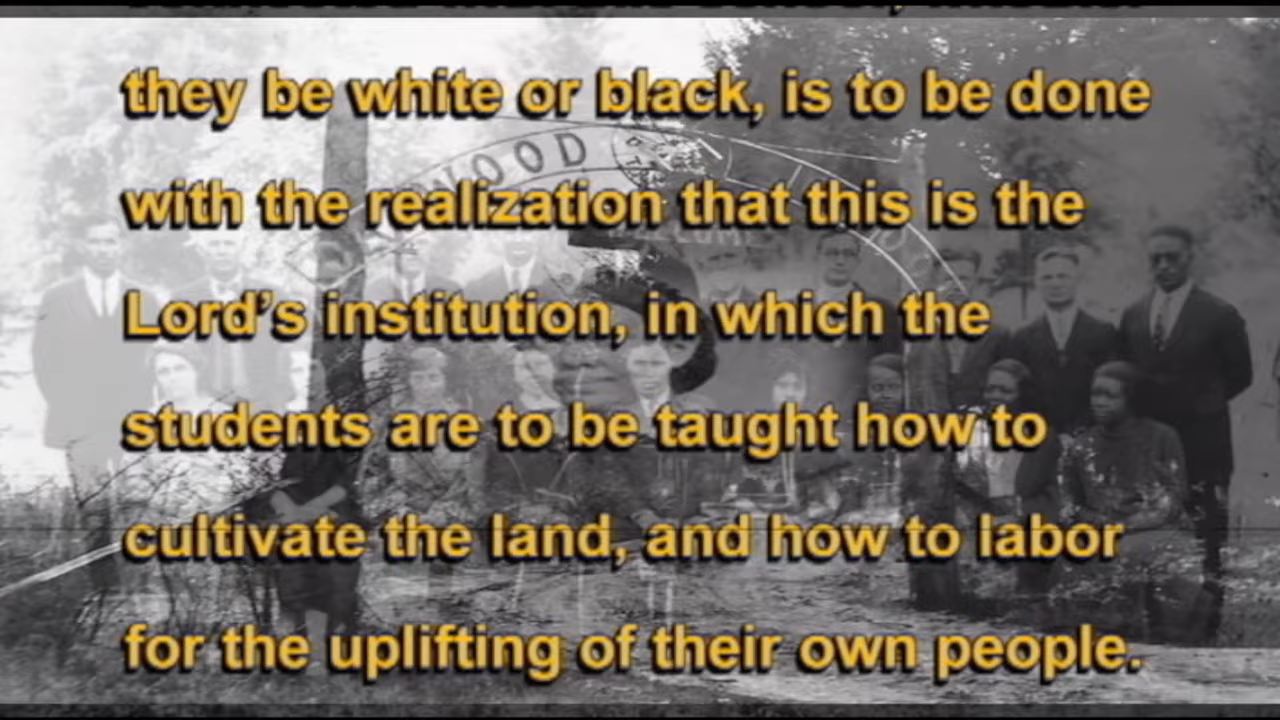 they be white or black, is to be done
with the realization that this is the
Lord's institution, in which the
students are to be taught how to
cultivate the land, and how to labor
for the uplifting of their own people.
WOOD